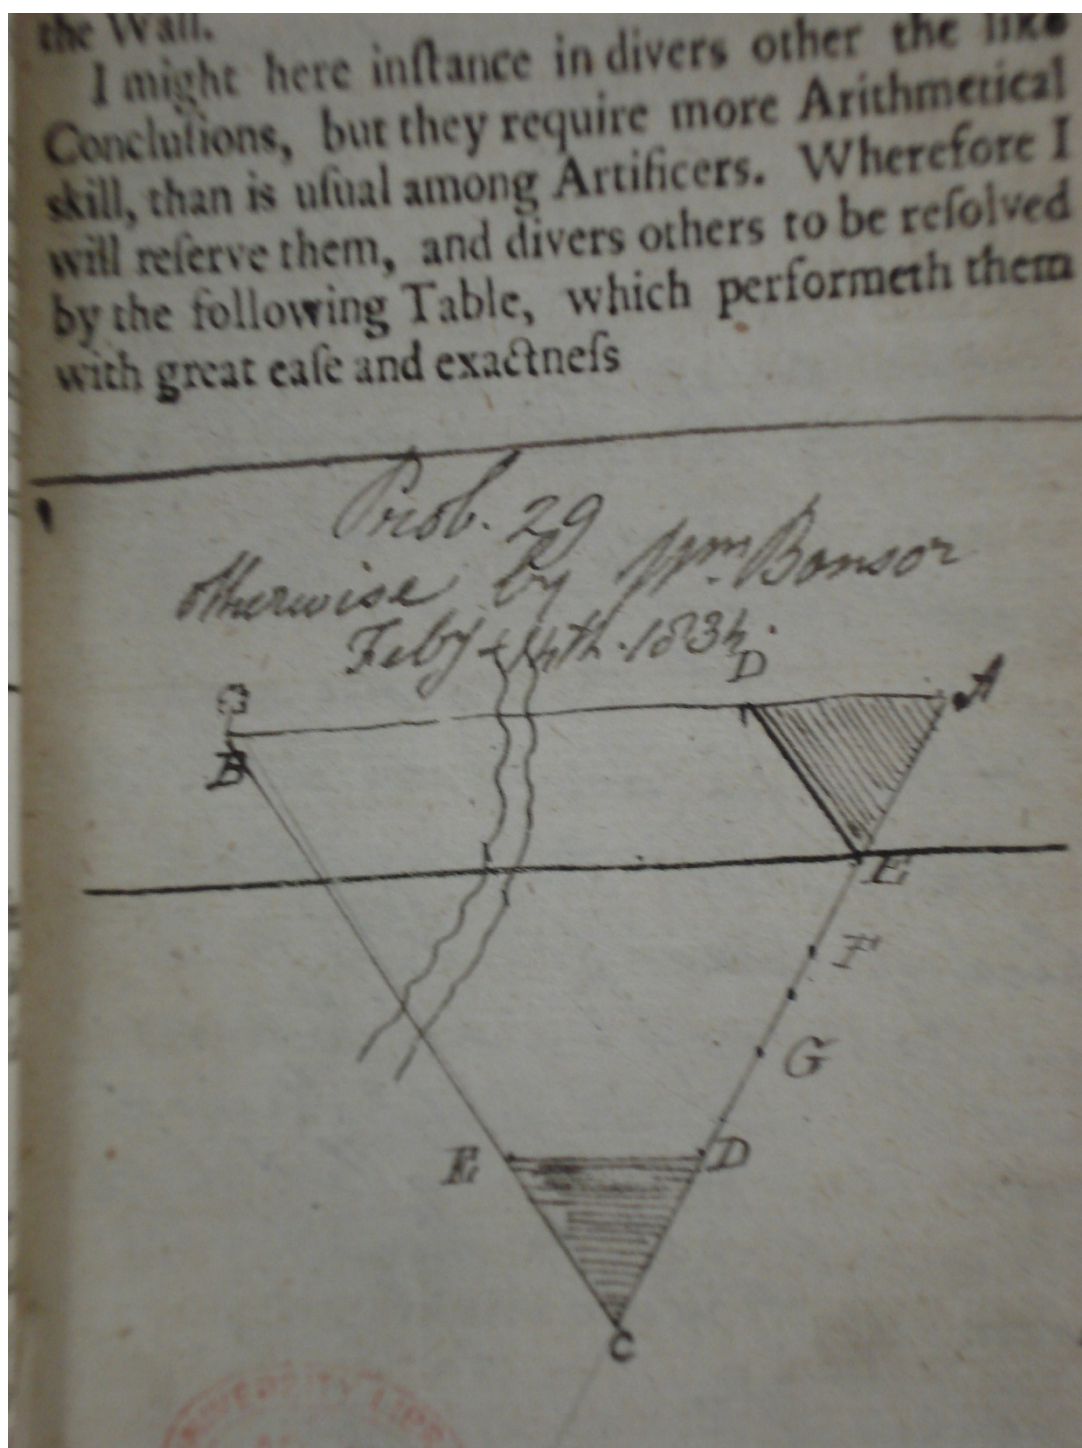 the Wall.
I might here inſtance in divers other the like
Concluſions, but they require more Arithmetical
skill, than is uſual among Artificers. Wherefore I
will reſerve them, and divers others to be reſolved
by the following Table, which performeth them
with great eaſe and exactneſs
Prob. 29
otherwise by Wm. Bonsor
Feby 4th. 1834.
D
A
B
E
F
G
E D
C